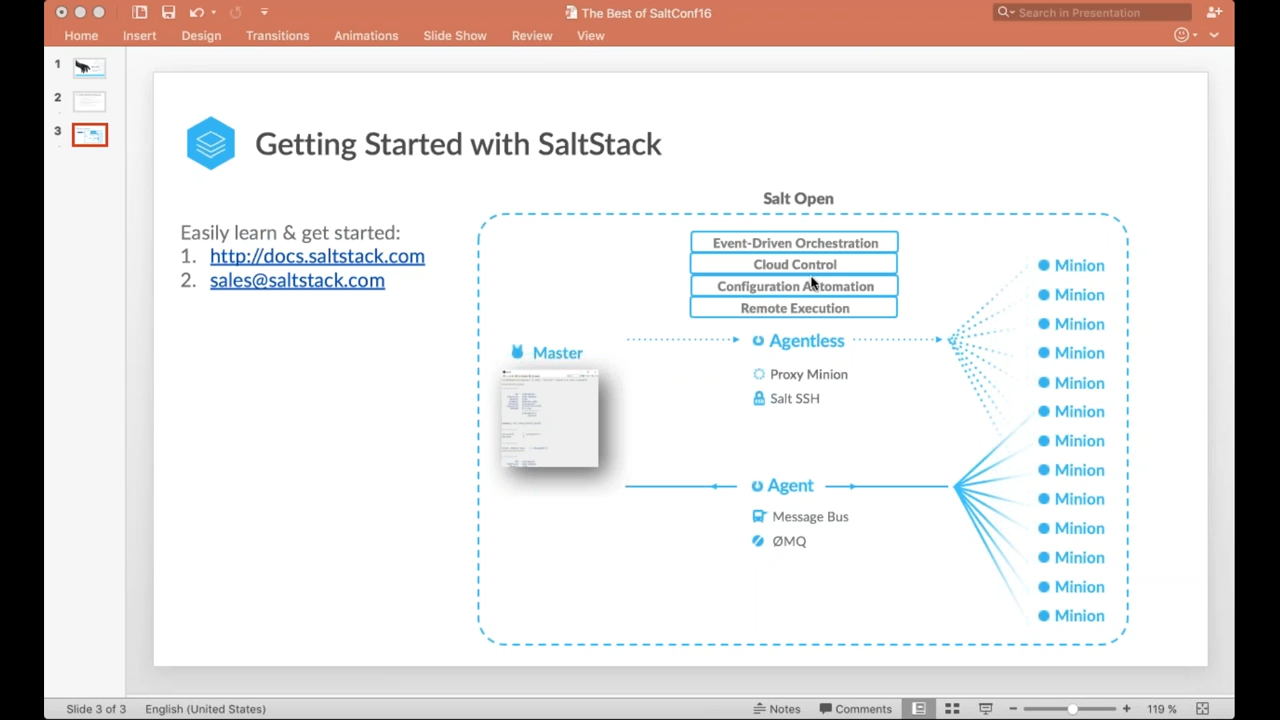 The Best of SaltConf16
Search in Presentation
Home Insert Design Transitions Animations Slide Show Review View
1
2
3
Getting Started with SaltStack
Easily learn & get started:
1. http://docs.saltstack.com
2. sales@saltstack.com
Salt Open
Event-Driven Orchestration
Cloud Control
Configuration Automation
Remote Execution
Master
Agentless
Proxy Minion
Salt SSH
Agent
Message Bus
ØMQ
Minion
Minion
Minion
Minion
Minion
Minion
Minion
Minion
Minion
Minion
Minion
Minion
Minion
Slide 3 of 3 English (United States) Notes Comments 119 %